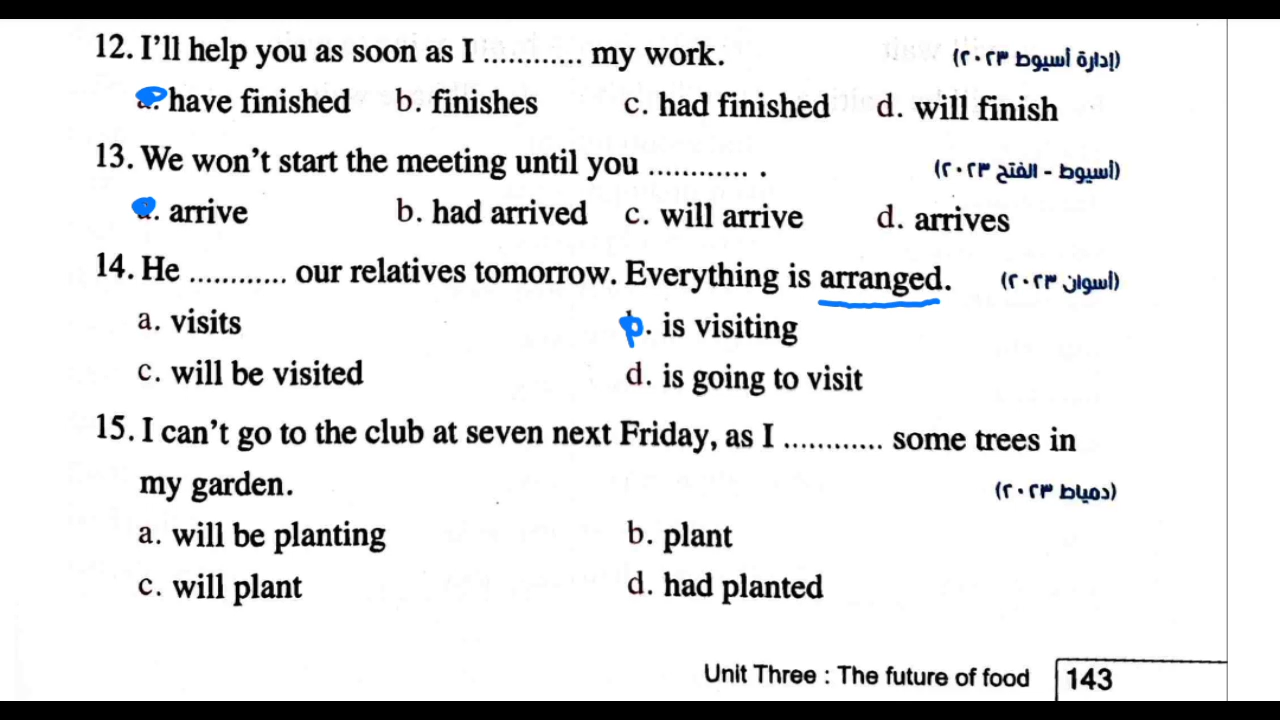 12. I'll help you as soon as I ............ my work. (إدارة أسيوط ٢٠٢٣)
a. have finished b. finishes c. had finished d. will finish
13. We won't start the meeting until you ............ . (أسيوط - الفتح ٢٠٢٣)
a. arrive b. had arrived c. will arrive d. arrives
14. He ............ our relatives tomorrow. Everything is arranged. (أسوان ٢٠٢٣)
a. visits b. is visiting
c. will be visited d. is going to visit
15. I can't go to the club at seven next Friday, as I ............ some trees in
my garden. (دمياط ٢٠٢٣)
a. will be planting b. plant
c. will plant d. had planted
Unit Three : The future of food 143